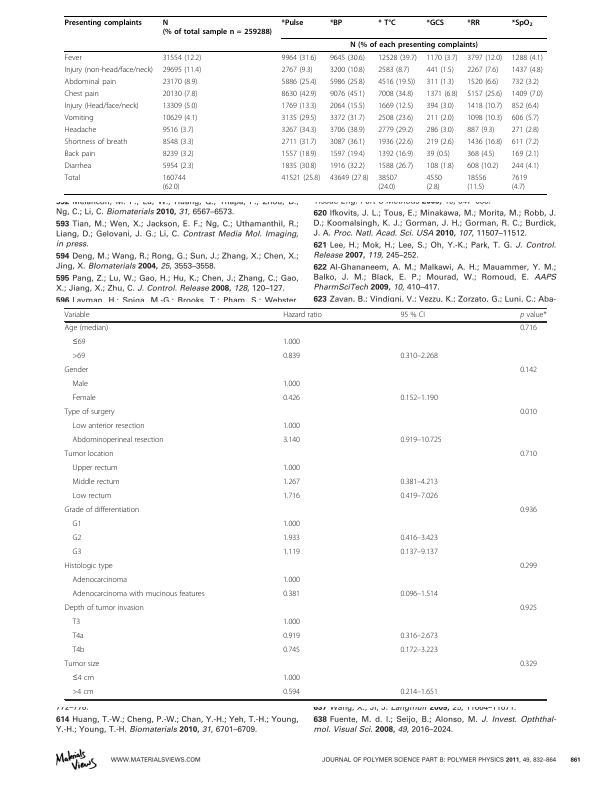 Presenting complaints N *Pulse *BP * T°C *GCS *RR *SpO2
(% of total sample n = 259288)
N (% of each presenting complaints)
Fever 31554 (12.2) 9964 (31.6) 9645 (30.6) 12528 (39.7) 1170 (3.7) 3797 (12.0) 1288 (4.1)
Injury (non-head/face/neck) 29695 (11.4) 2767 (9.3) 3200 (10.8) 2583 (8.7) 441 (1.5) 2267 (7.6) 1437 (4.8)
Abdominal pain 23170 (8.9) 5886 (25.4) 5986 (25.8) 4516 (19.5)) 311 (1.3) 1520 (6.6) 732 (3.2)
Chest pain 20130 (7.8) 8630 (42.9) 9076 (45.1) 7008 (34.8) 1371 (6.8) 5157 (25.6) 1409 (7.0)
Injury (Head/face/neck) 13309 (5.0) 1769 (13.3) 2064 (15.5) 1669 (12.5) 394 (3.0) 1418 (10.7) 852 (6.4)
Vomiting 10629 (4.1) 3135 (29.5) 3372 (31.7) 2508 (23.6) 211 (2.0) 1098 (10.3) 606 (5.7)
Headache 9516 (3.7) 3267 (34.3) 3706 (38.9) 2779 (29.2) 286 (3.0) 887 (9.3) 271 (2.8)
Shortness of breath 8548 (3.3) 2711 (31.7) 3087 (36.1) 1936 (22.6) 219 (2.6) 1436 (16.8) 611 (7.2)
Back pain 8239 (3.2) 1557 (18.9) 1597 (19.4) 1392 (16.9) 39 (0.5) 368 (4.5) 169 (2.1)
Diarrhea 5954 (2.3) 1835 (30.8) 1916 (32.2) 1588 (26.7) 108 (1.8) 608 (10.2) 244 (4.1)
Total 160744 41521 (25.8) 43649 (27.8) 38507 4550 18556 7619
(62.0) (24.0) (2.8) (11.5) (4.7)
Ng, C.; Li, C. Biomaterials 2010, 31, 6567–6573.
593 Tian, M.; Wen, X.; Jackson, E. F.; Ng, C.; Uthamanthil, R.;
Liang, D.; Gelovani, J. G.; Li, C. Contrast Media Mol. Imaging,
in press.
594 Deng, M.; Wang, R.; Rong, G.; Sun, J.; Zhang, X.; Chen, X.;
Jing, X. Biomaterials 2004, 25, 3553–3558.
595 Pang, Z.; Lu, W.; Gao, H.; Hu, K.; Chen, J.; Zhang, C.; Gao,
X.; Jiang, X.; Zhu, C. J. Control. Release 2008, 128, 120–127.
596 Layman, H.; Spiga, M.-G.; Brooks, T.; Pham, S.; Webster,
620 Ifkovits, J. L.; Tous, E.; Minakawa, M.; Morita, M.; Robb, J.
D.; Koomalsingh, K. J.; Gorman, J. H.; Gorman, R. C.; Burdick,
J. A. Proc. Natl. Acad. Sci. USA 2010, 107, 11507–11512.
621 Lee, H.; Mok, H.; Lee, S.; Oh, Y.-K.; Park, T. G. J. Control.
Release 2007, 119, 245–252.
622 Al-Ghananeem, A. M.; Malkawi, A. H.; Mauammer, Y. M.;
Balko, J. M.; Black, E. P.; Mourad, W.; Romoud, E. AAPS
PharmSciTech 2009, 10, 410–417.
623 Zavan, B.; Vindigni, V.; Vezzu, K.; Zorzato, G.; Luni, C.; Aba-
Variable Hazard ratio 95 % CI p value*
Age (median) 0.716
≤69 1.000
>69 0.839 0.310–2.268
Gender 0.142
Male 1.000
Female 0.426 0.152–1.190
Type of surgery 0.010
Low anterior resection 1.000
Abdominoperineal resection 3.140 0.919–10.725
Tumor location 0.710
Upper rectum 1.000
Middle rectum 1.267 0.381–4.213
Low rectum 1.716 0.419–7.026
Grade of differentiation 0.936
G1 1.000
G2 1.933 0.416–3.423
G3 1.119 0.137–9.137
Histologic type 0.299
Adenocarcinoma 1.000
Adenocarcinoma with mucinous features 0.381 0.096–1.514
Depth of tumor invasion 0.925
T3 1.000
T4a 0.919 0.316–2.673
T4b 0.745 0.172–3.223
Tumor size 0.329
≤4 cm 1.000
>4 cm 0.594 0.214–1.651
614 Huang, T.-W.; Cheng, P.-W.; Chan, Y.-H.; Yeh, T.-H.; Young,
Y.-H.; Young, T.-H. Biomaterials 2010, 31, 6701–6709.
637 Wang, X.; Ji, J. Langmuir 2009, 25, 11664–11671.
638 Fuente, M. d. l.; Seijo, B.; Alonso, M. J. Invest. Opththal-
mol. Visual Sci. 2008, 49, 2016–2024.
Materials Views WWW.MATERIALSVIEWS.COM JOURNAL OF POLYMER SCIENCE PART B: POLYMER PHYSICS 2011, 49, 832–864 861